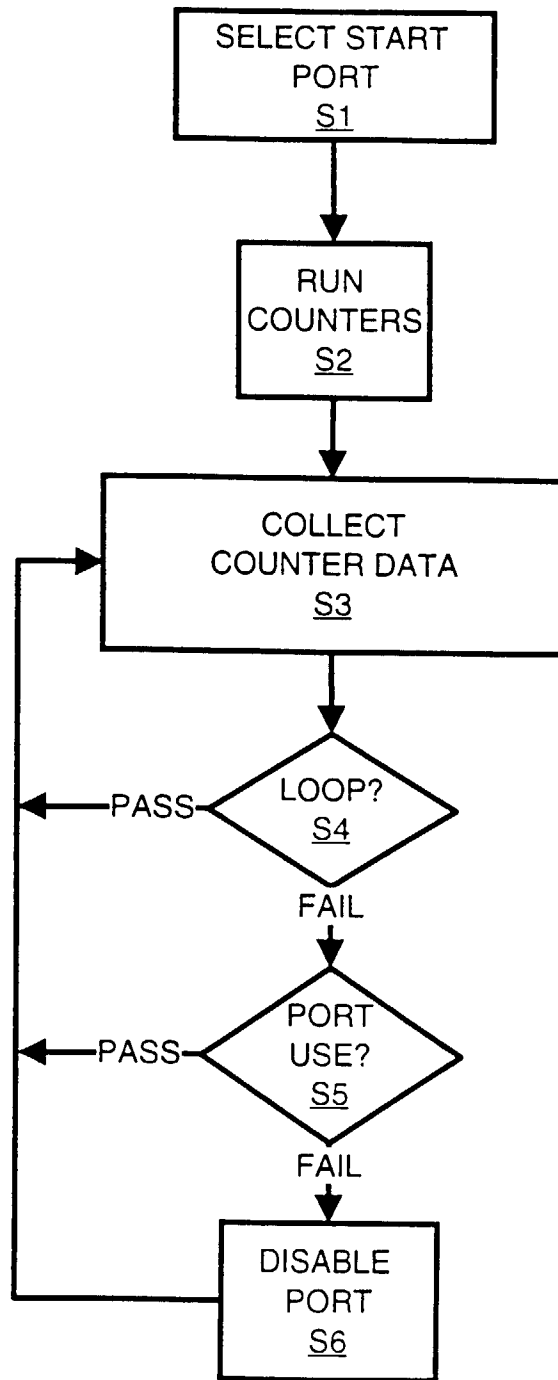 SELECT START
PORT
S1
RUN
COUNTERS
S2
COLLECT
COUNTER DATA
S3
LOOP?
S4
PASS
FAIL
PORT
USE?
S5
PASS
FAIL
DISABLE
PORT
S6